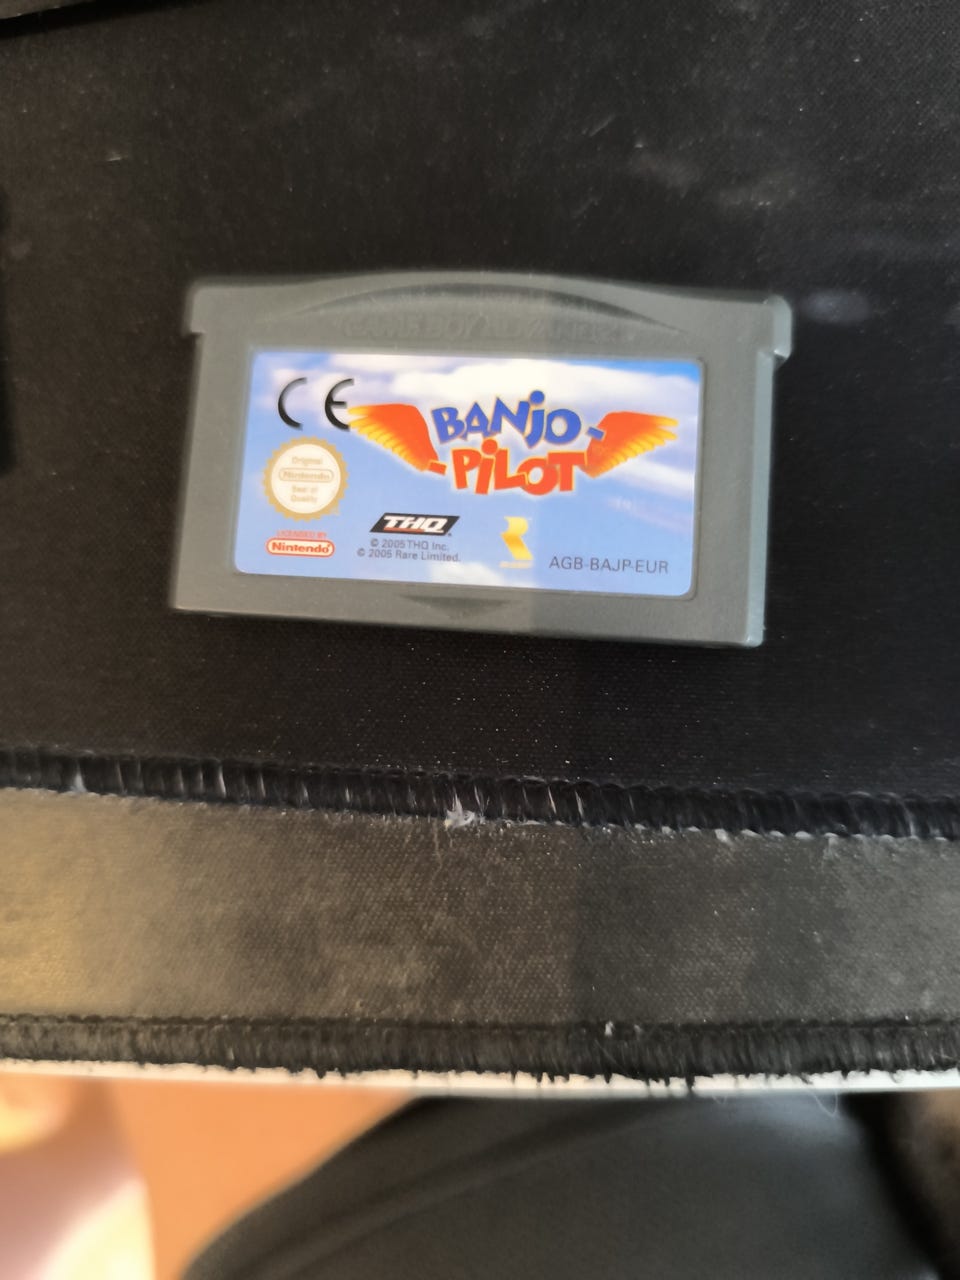 GAME BOY ADVANCE
CE
BANJO-
-PILOT
Original
Nintendo
Seal of
Quality
LICENSED BY
Nintendo
THQ
© 2005 THQ Inc.
© 2005 Rare Limited.
AGB-BAJP-EUR